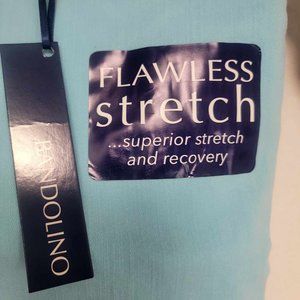 FLAWLESS
stretch
...superior stretch
and recovery
BANDOLINO